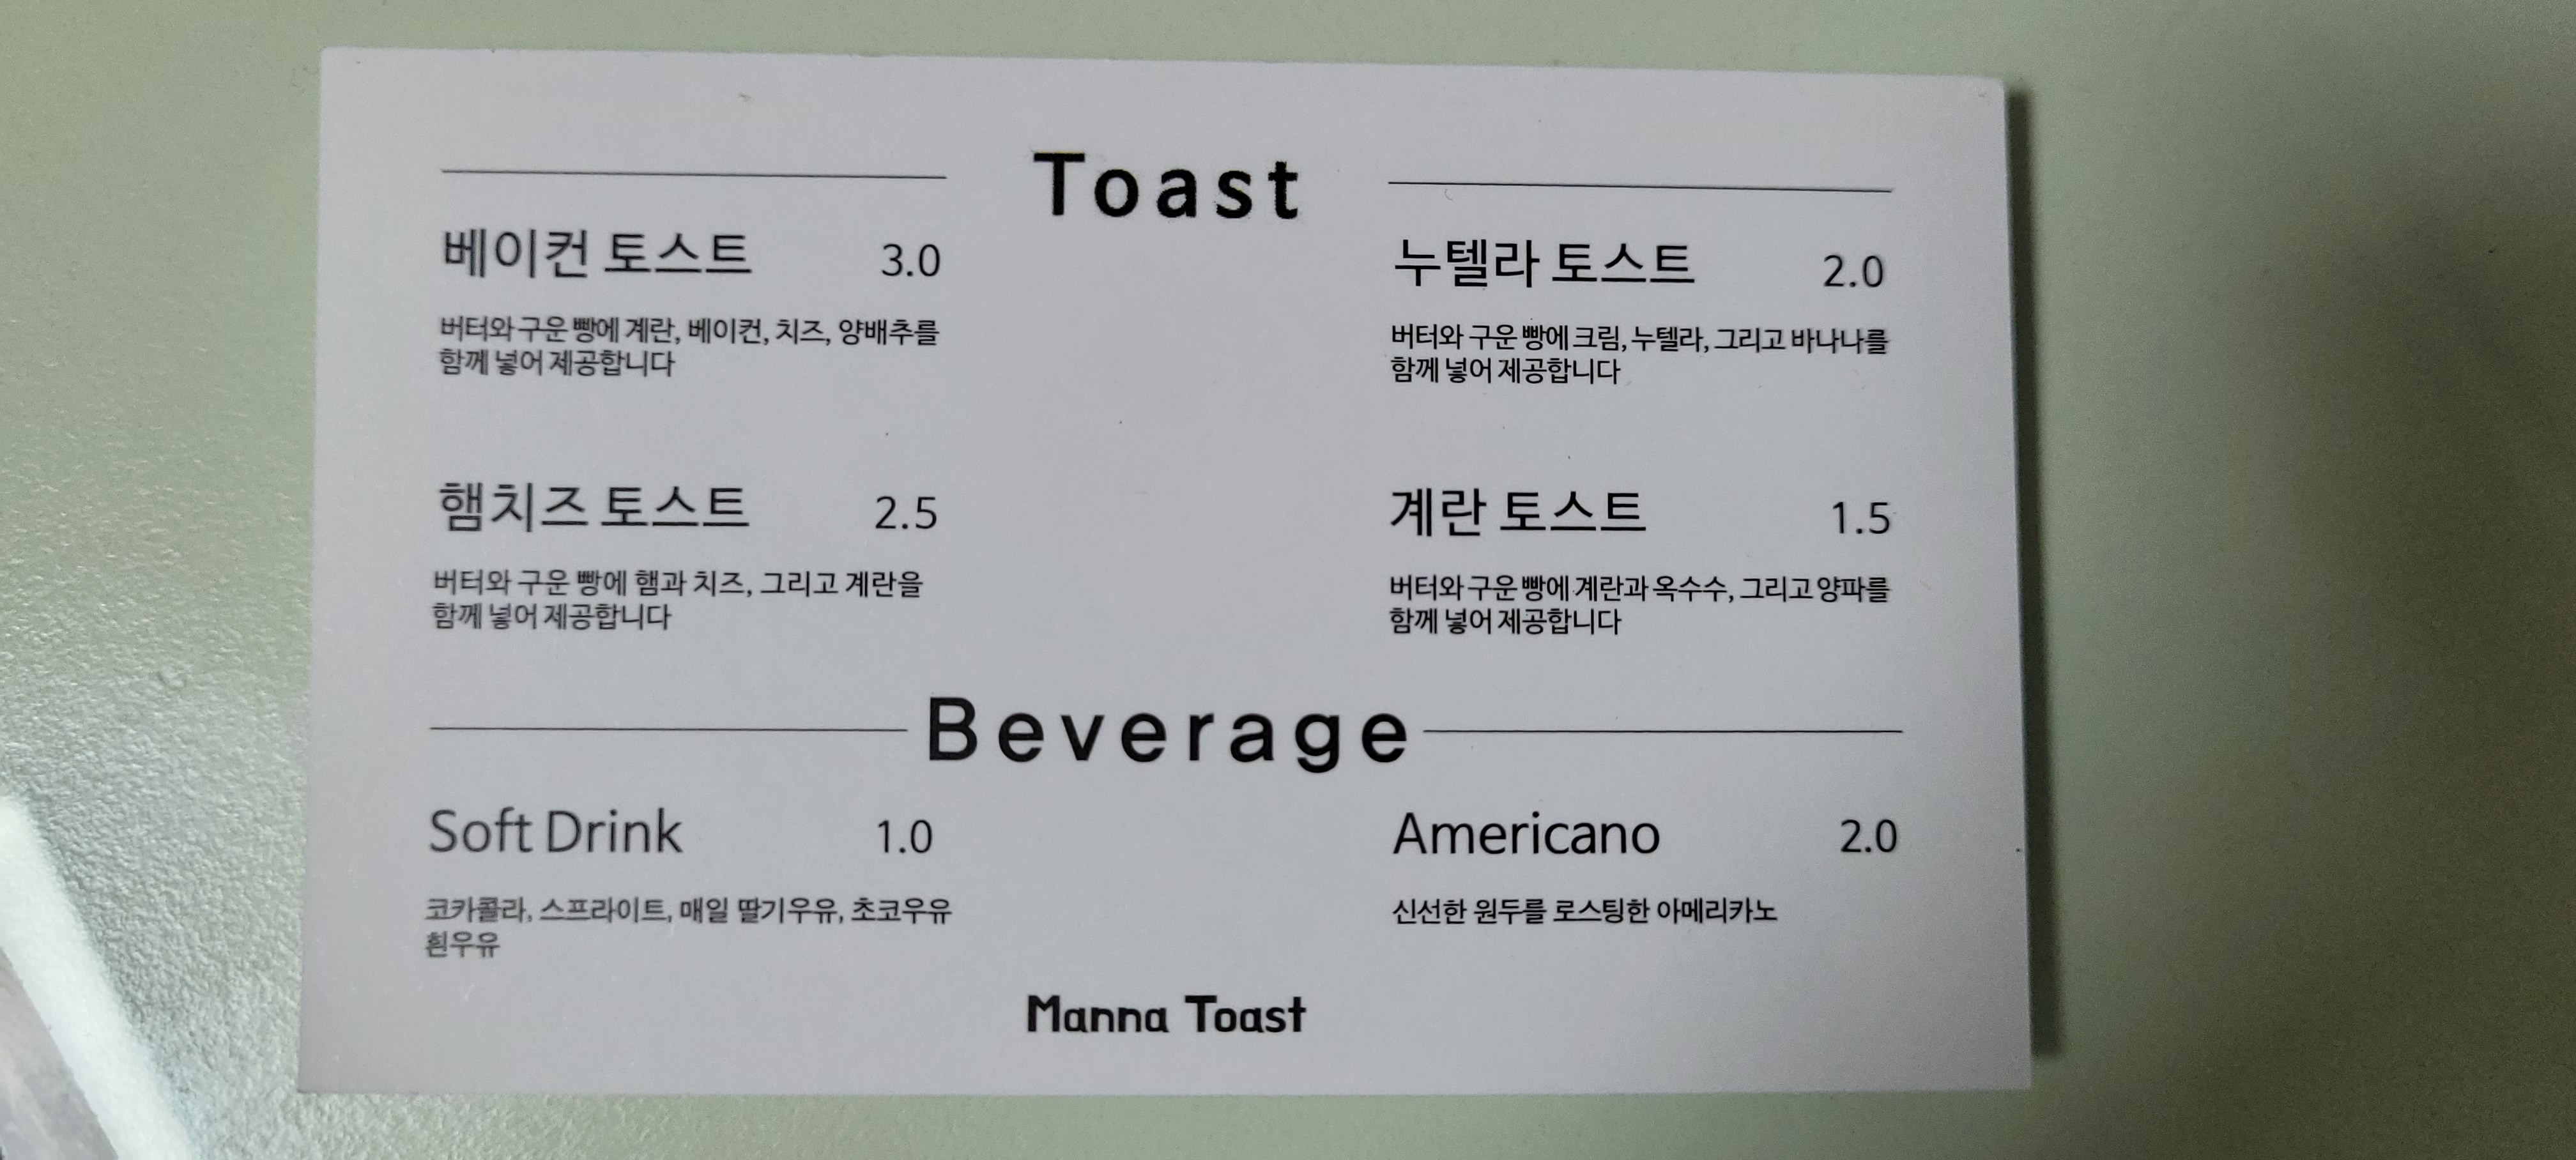 Toast
베이컨 토스트 3.0
버터와 구운 빵에 계란, 베이컨, 치즈, 양배추를
함께 넣어 제공합니다
누텔라 토스트 2.0
버터와 구운 빵에 크림, 누텔라, 그리고 바나나를
함께 넣어 제공합니다
햄치즈 토스트 2.5
버터와 구운 빵에 햄과 치즈, 그리고 계란을
함께 넣어 제공합니다
계란 토스트 1.5
버터와 구운 빵에 계란과 옥수수, 그리고 양파를
함께 넣어 제공합니다
Beverage
Soft Drink 1.0
코카콜라, 스프라이트, 매일 딸기우유, 초코우유
흰우유
Americano 2.0
신선한 원두를 로스팅한 아메리카노
Manna Toast